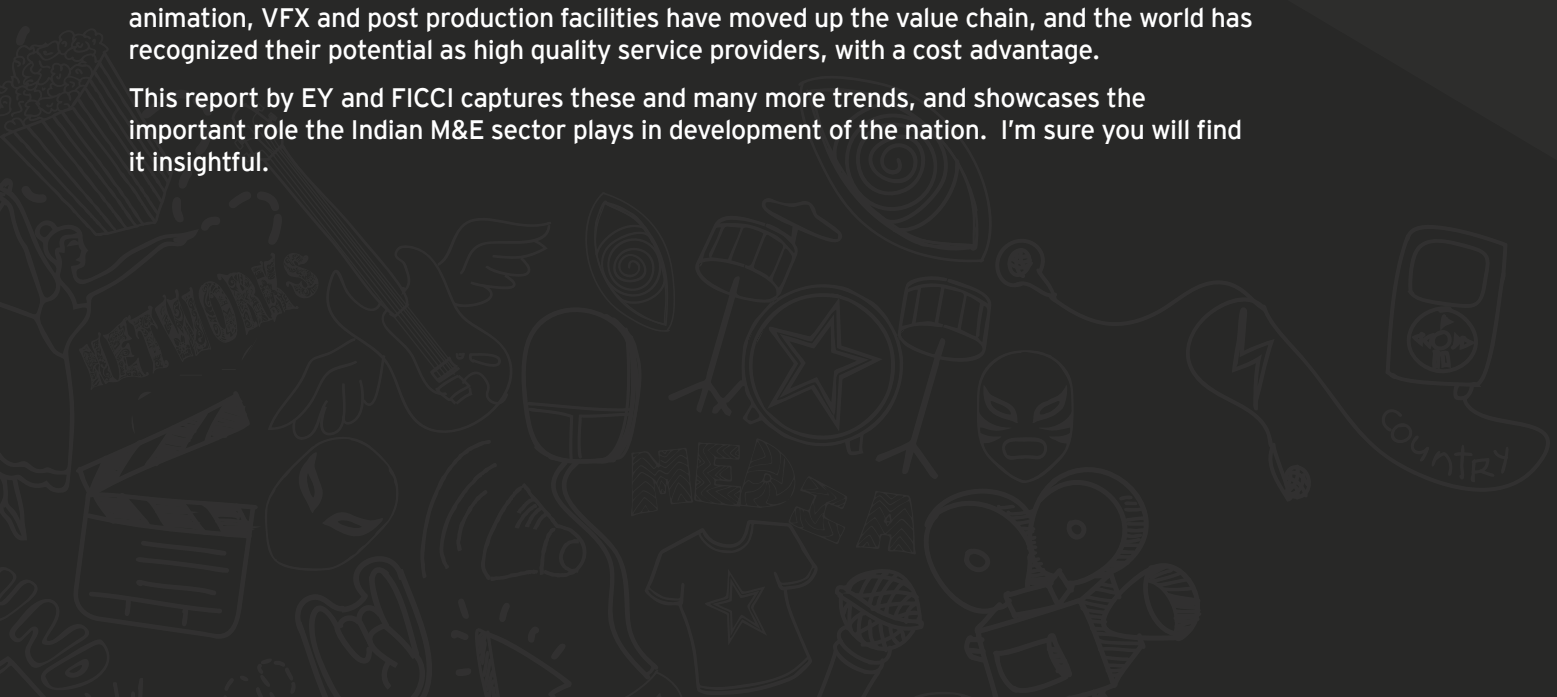 animation, VFX and post production facilities have moved up the value chain, and the world has
recognized their potential as high quality service providers, with a cost advantage.
This report by EY and FICCI captures these and many more trends, and showcases the
important role the Indian M&E sector plays in development of the nation.  I'm sure you will find
it insightful.
NETWORKS
COUNTRY
MEDIA